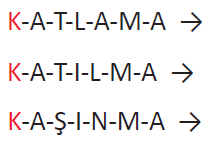 K-A-T-L-A-M-A →
K-A-T-I-L-M-A →
K-A-Ş-I-N-M-A →